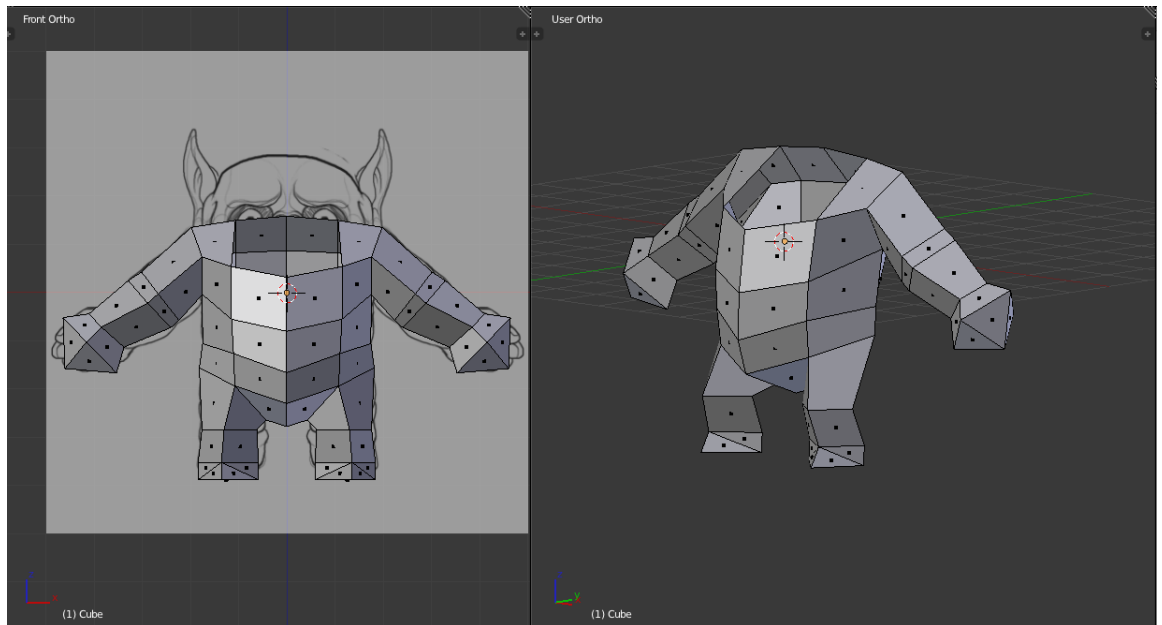 Front Ortho
User Ortho
z
x
(1) Cube
z
y
(1) Cube